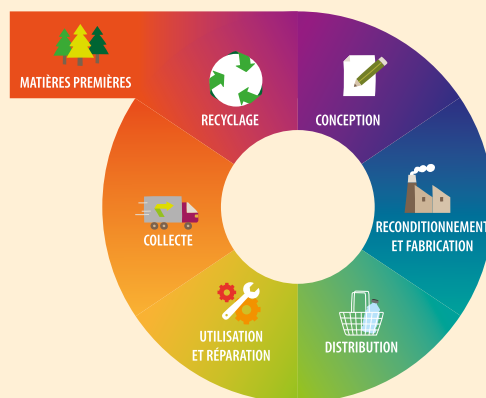 MATIÈRES PREMIÈRES
RECYCLAGE
CONCEPTION
RECONDITIONNEMENT
ET FABRICATION
DISTRIBUTION
UTILISATION
ET RÉPARATION
COLLECTE